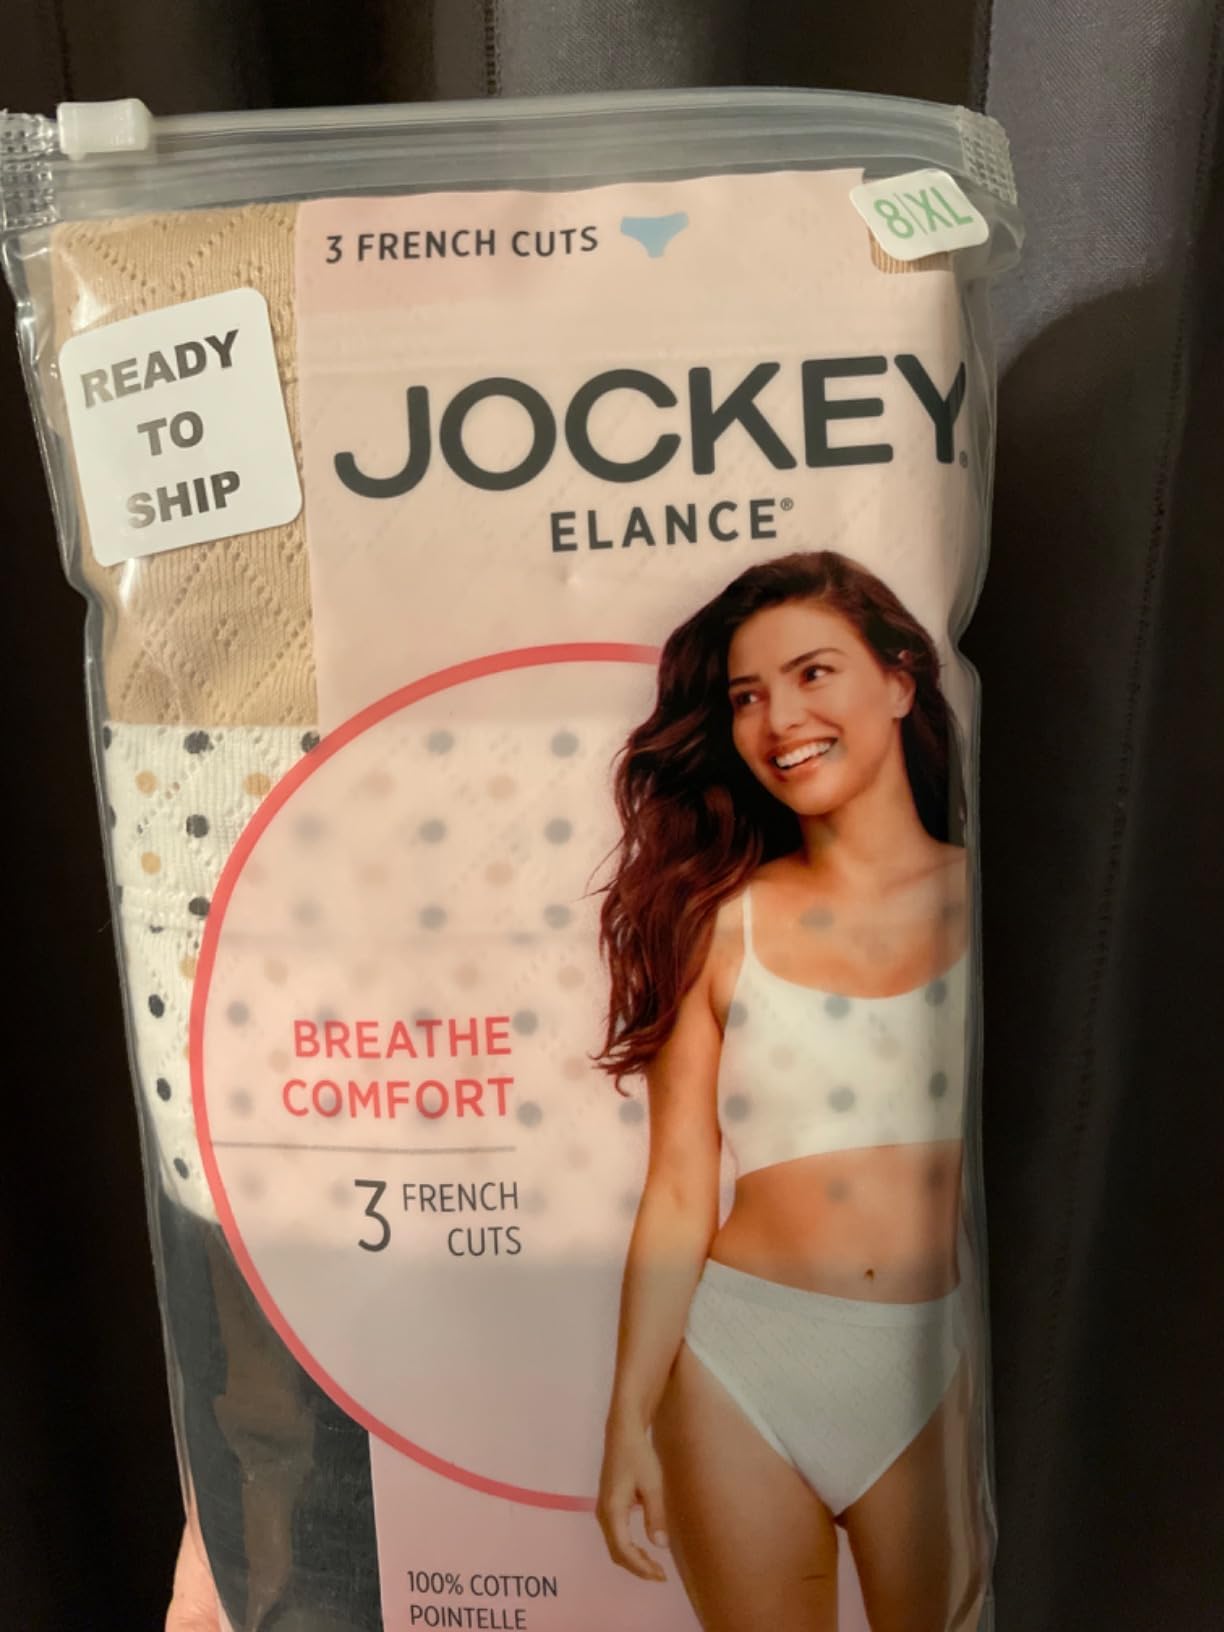 3 FRENCH CUTS
8|XL
READY
TO
SHIP
JOCKEY®
ELANCE®
BREATHE
COMFORT
3 FRENCH
CUTS
100% COTTON
POINTELLE